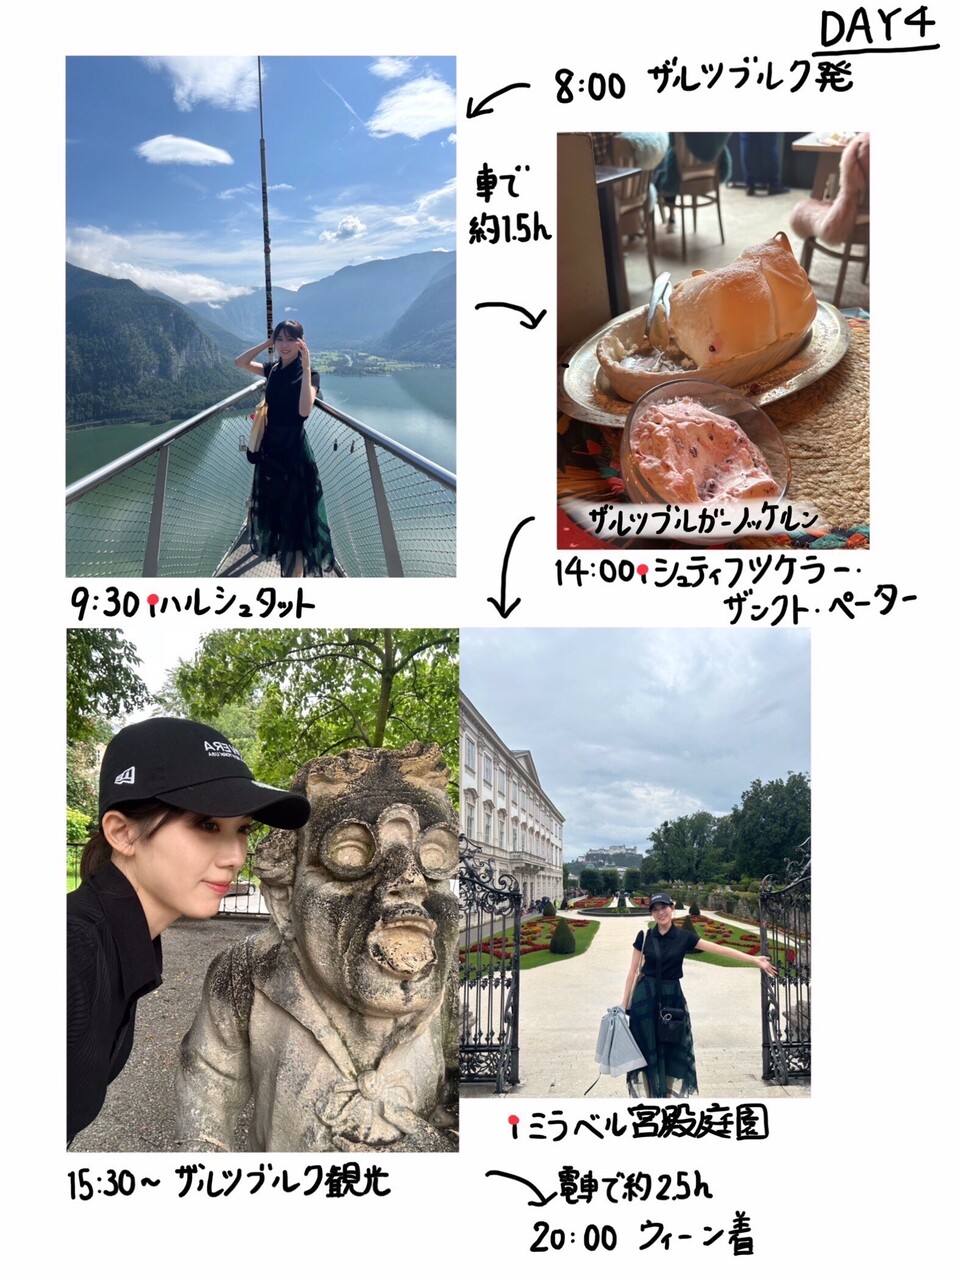 DAY4
8:00 ザルツブルク発
車で
約1.5h
ザルツブルガーノッケルン
9:30📍ハルシュタット
14:00📍シュティフツケラー・
ザンクト・ペーター
📍ミラベル宮殿庭園
15:30〜 ザルツブルク観光
電車で約2.5h
20:00 ウィーン着